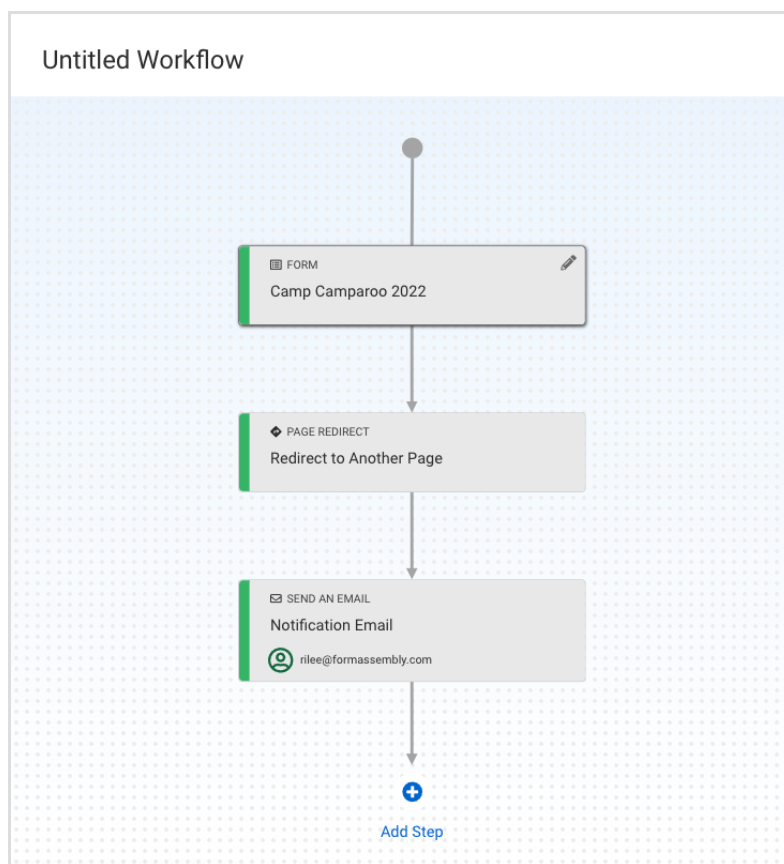 Untitled Workflow
FORM
Camp Camparoo 2022
PAGE REDIRECT
Redirect to Another Page
SEND AN EMAIL
Notification Email
rilee@formassembly.com
Add Step